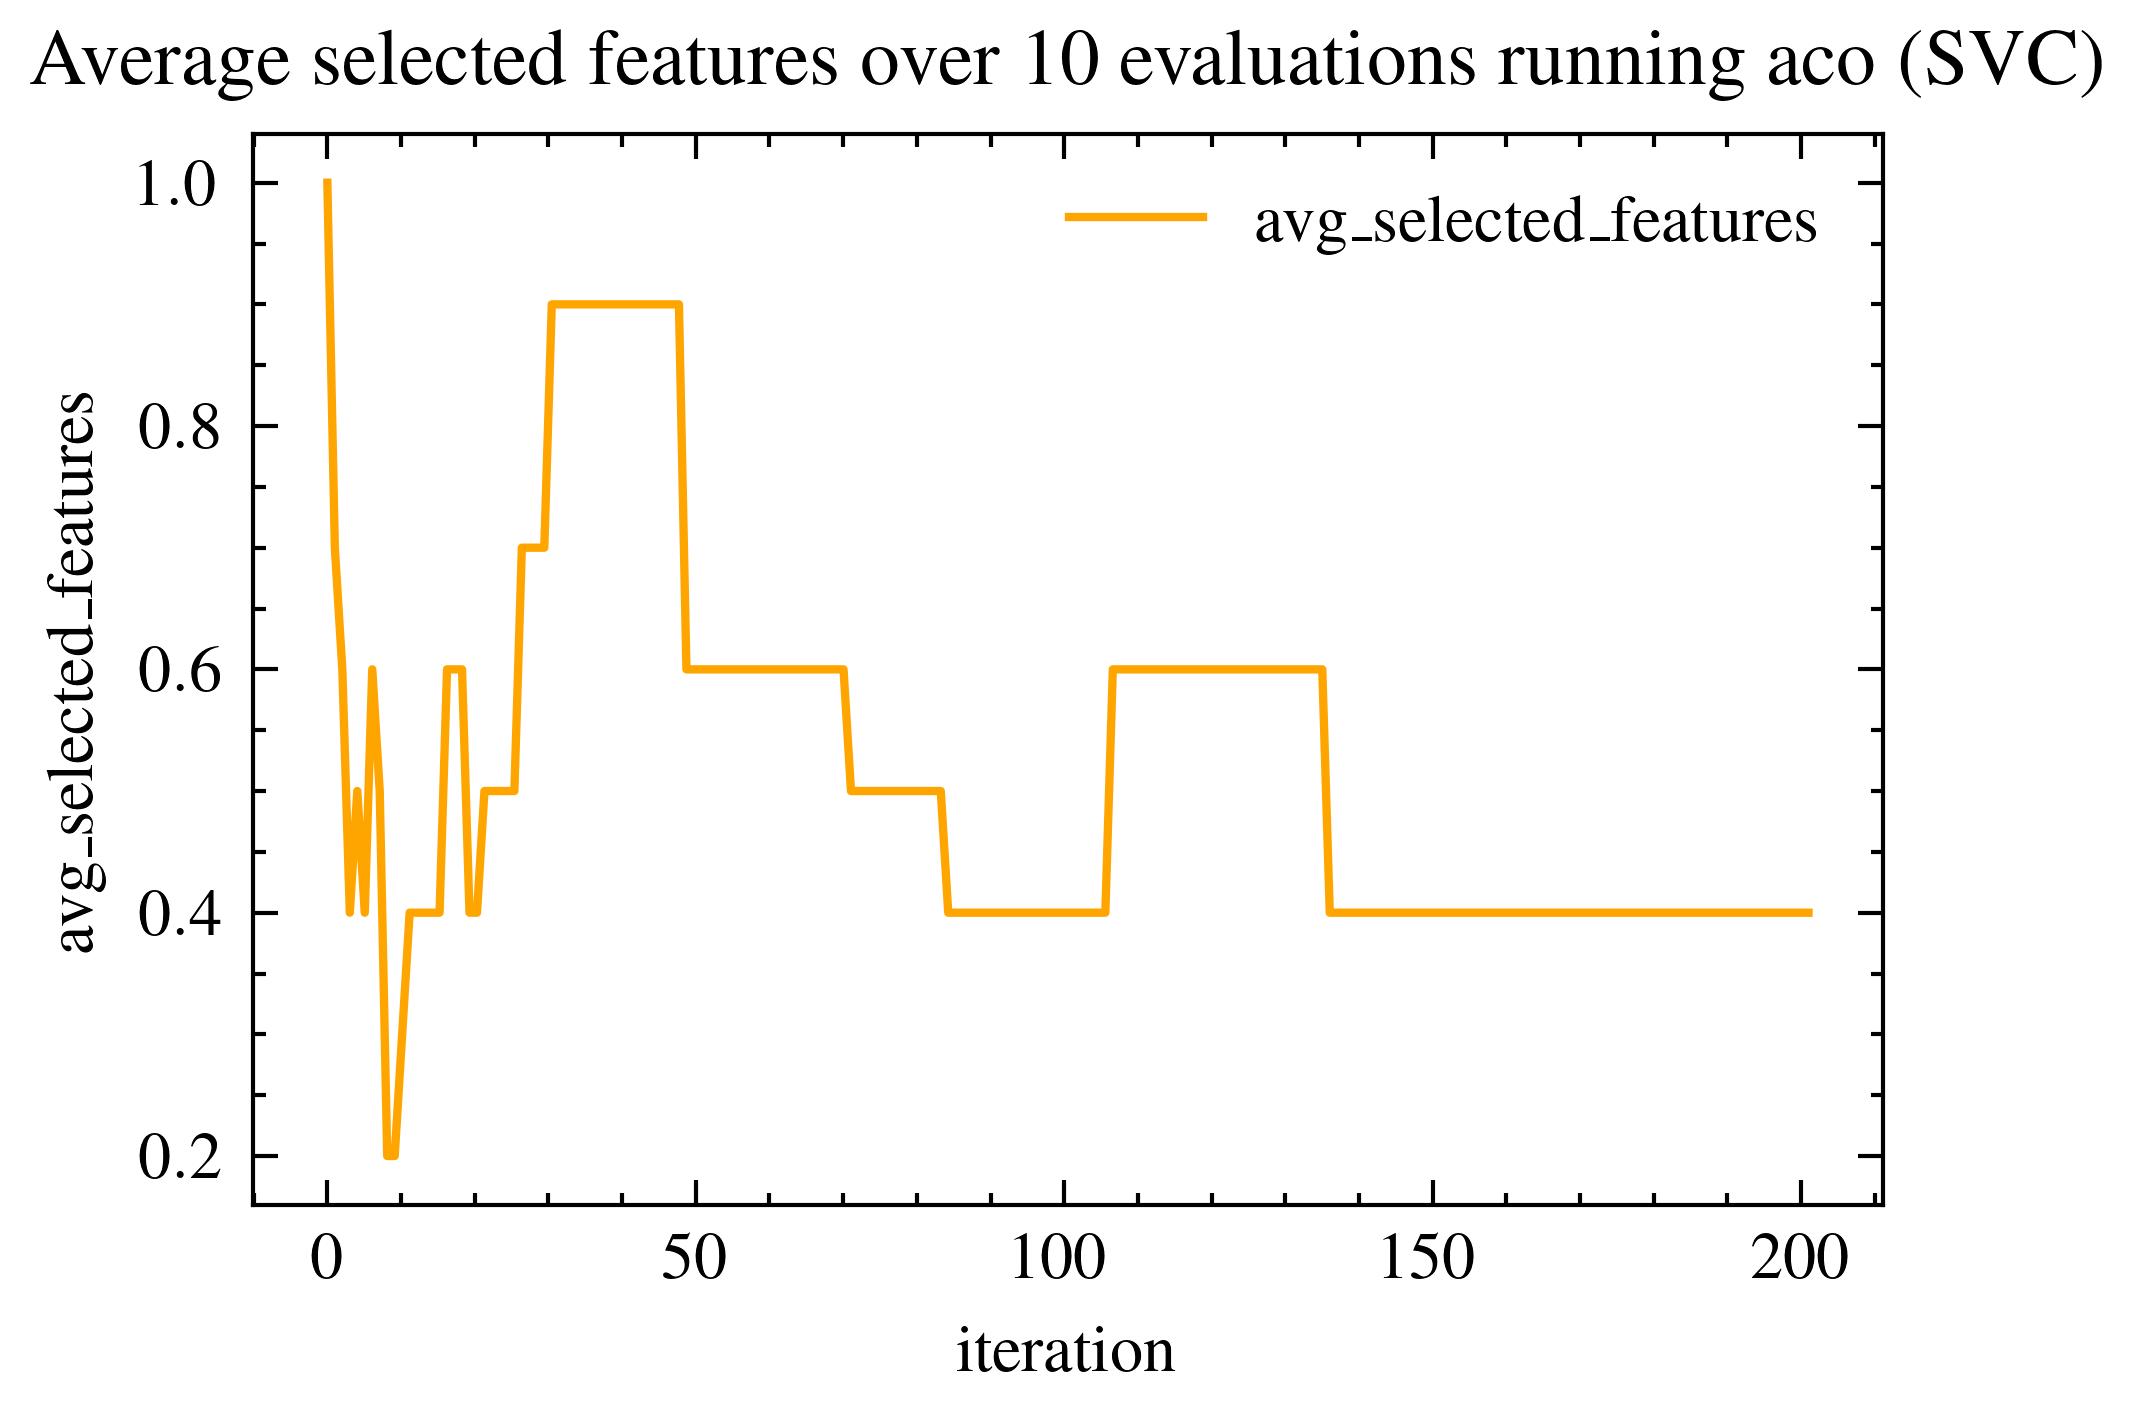 Average selected features over 10 evaluations running aco (SVC)
avg_selected_features
avg_selected_features
1.0
0.8
0.6
0.4
0.2
0 50 100 150 200
iteration